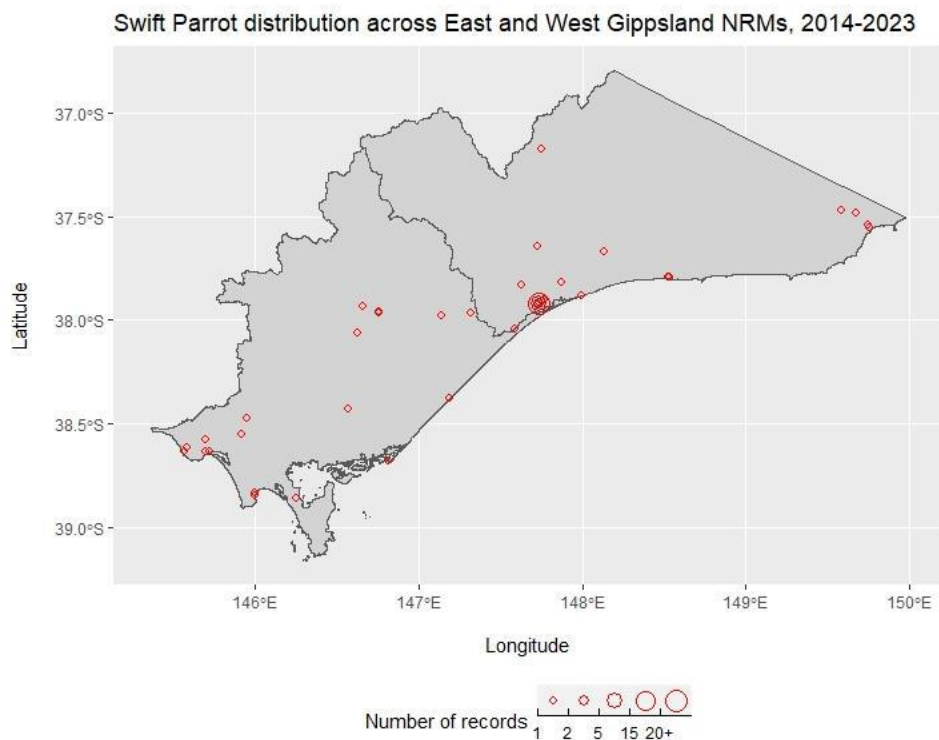 Swift Parrot distribution across East and West Gippsland NRMs, 2014-2023
37.0°S
37.5°S
38.0°S
38.5°S
39.0°S
Latitude
146°E 147°E 148°E 149°E 150°E
Longitude
Number of records
1 2 5 15 20+